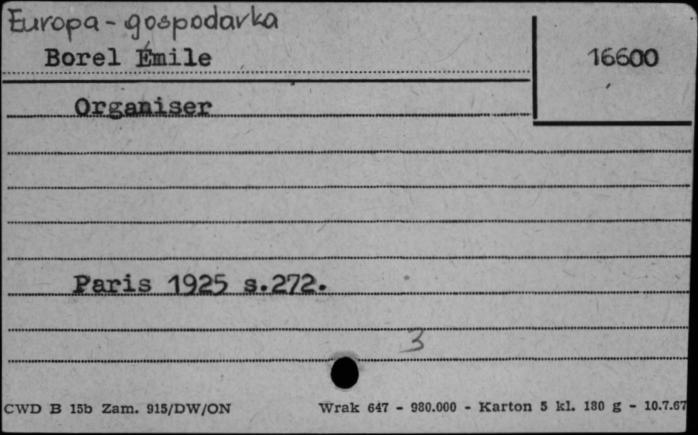 Europa - gospodarka
Borel Émile
16600
Organiser
Paris 1925 s.272.
3
CWD B 15b Zam. 915/DW/ON Wrak 647 - 980.000 - Karton 5 kl. 180 g - 10.7.67